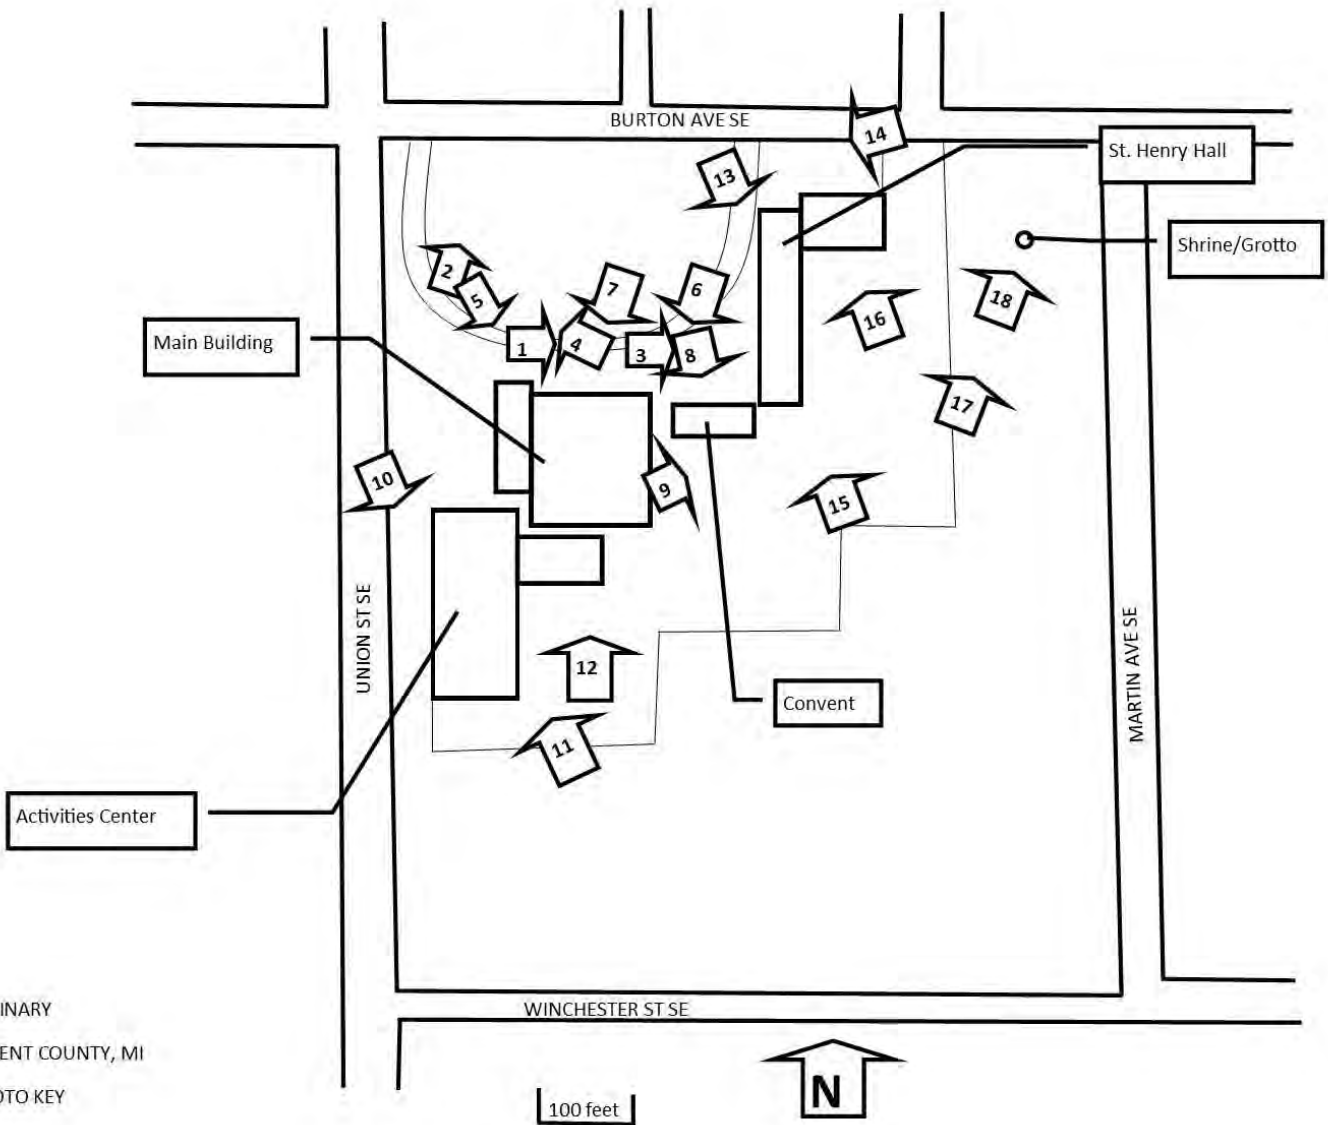 BURTON AVE SE
14
St. Henry Hall
13
Shrine/Grotto
2
5
7
6
18
16
Main Building
1
4
3
8
17
10
9
15
UNION ST SE
12
MARTIN AVE SE
Convent
11
Activities Center
INARY
WINCHESTER ST SE
ENT COUNTY, MI
OTO KEY
100 feet
N